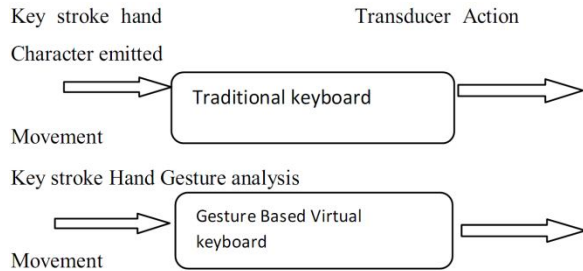 Key stroke hand Transducer Action
Character emitted
Traditional keyboard
Movement
Key stroke Hand Gesture analysis
Gesture Based Virtual
keyboard
Movement